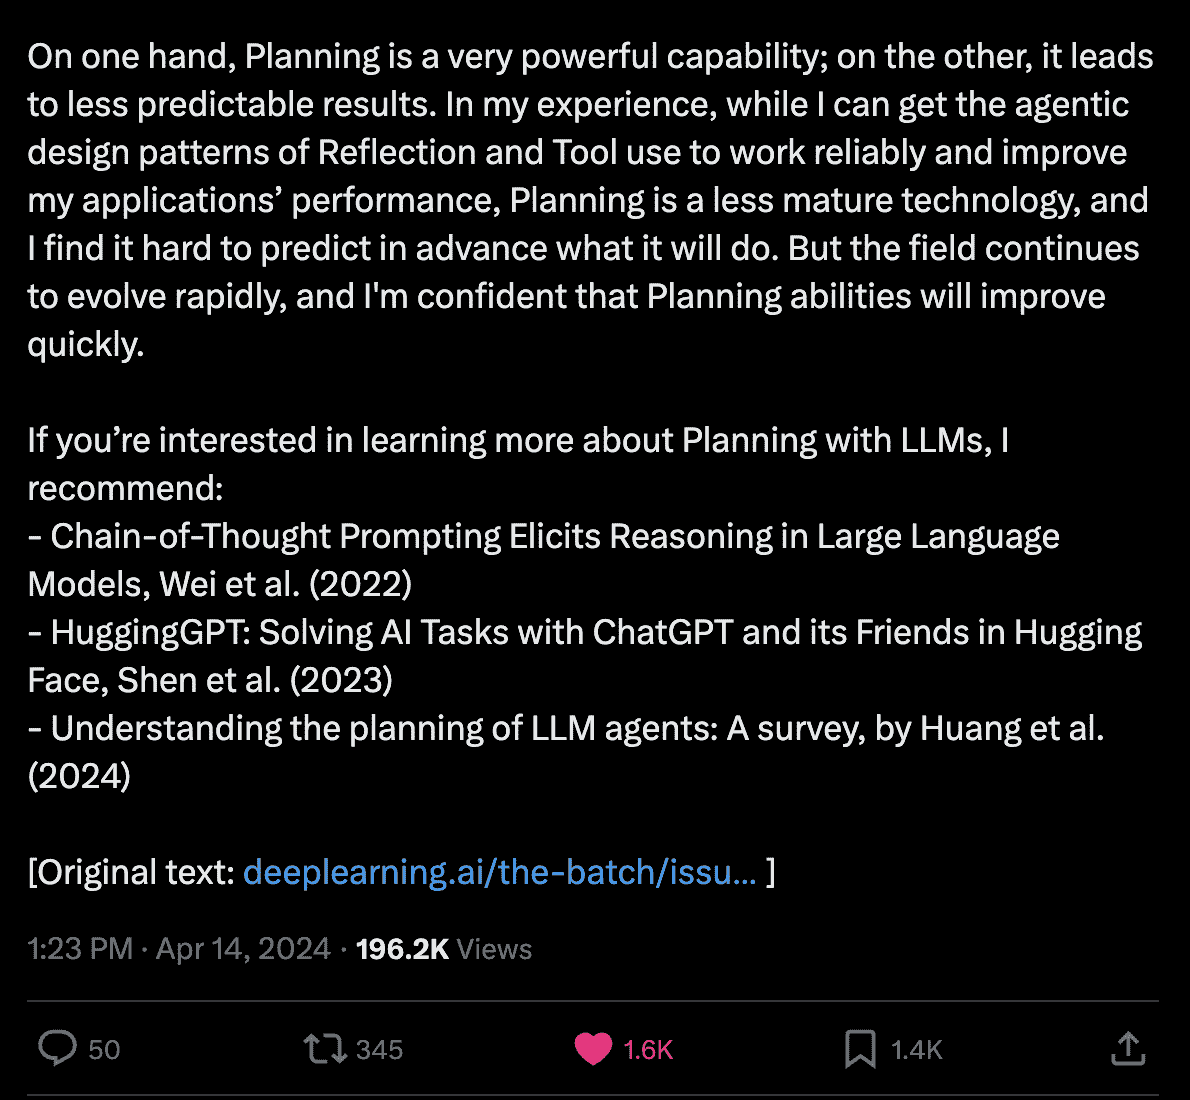 On one hand, Planning is a very powerful capability; on the other, it leads
to less predictable results. In my experience, while I can get the agentic
design patterns of Reflection and Tool use to work reliably and improve
my applications’ performance, Planning is a less mature technology, and
I find it hard to predict in advance what it will do. But the field continues
to evolve rapidly, and I'm confident that Planning abilities will improve
quickly.
If you’re interested in learning more about Planning with LLMs, I
recommend:
- Chain-of-Thought Prompting Elicits Reasoning in Large Language
Models, Wei et al. (2022)
- HuggingGPT: Solving AI Tasks with ChatGPT and its Friends in Hugging
Face, Shen et al. (2023)
- Understanding the planning of LLM agents: A survey, by Huang et al.
(2024)
[Original text: deeplearning.ai/the-batch/issu… ]
1:23 PM · Apr 14, 2024 · 196.2K Views
50 345 1.6K 1.4K